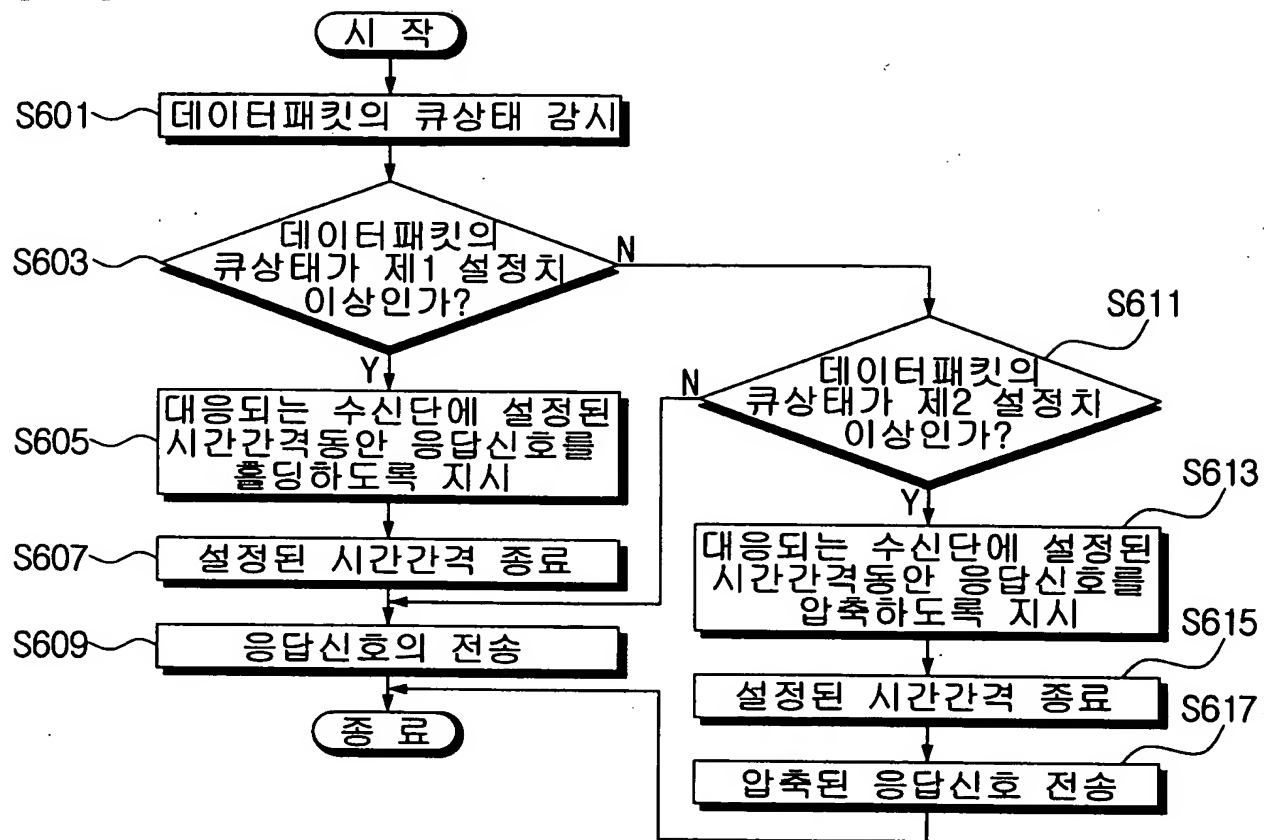 시 작
S601
데이터패킷의 큐상태 감시
S603
데이터패킷의
큐상태가 제1 설정치
이상인가?
N
Y
S605
대응되는 수신단에 설정된
시간간격동안 응답신호를
홀딩하도록 지시
S607
설정된 시간간격 종료
S609
응답신호의 전송
종 료
S611
데이터패킷의
큐상태가 제2 설정치
이상인가?
N
Y
S613
대응되는 수신단에 설정된
시간간격동안 응답신호를
압축하도록 지시
S615
설정된 시간간격 종료
S617
압축된 응답신호 전송